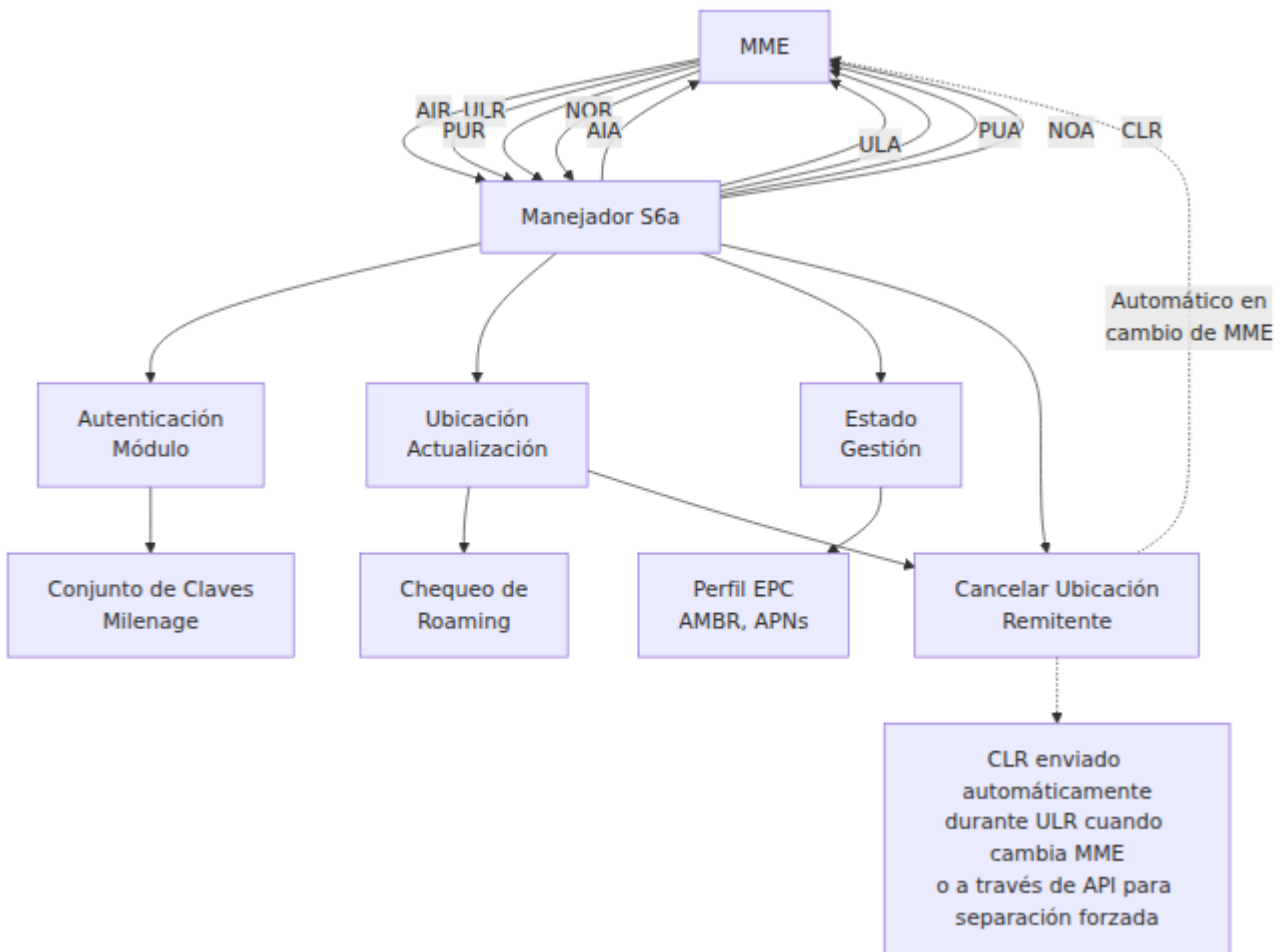 MME
AIR
ULR
NOR
PUR
AIA
ULA
PUA
NOA
CLR
Manejador S6a
Automático en
cambio de MME
Autenticación
Módulo
Ubicación
Actualización
Estado
Gestión
Conjunto de Claves
Milenage
Chequeo de
Roaming
Perfil EPC
AMBR, APNs
Cancelar Ubicación
Remitente
CLR enviado
automáticamente
durante ULR cuando
cambia MME
o a través de API para
separación forzada